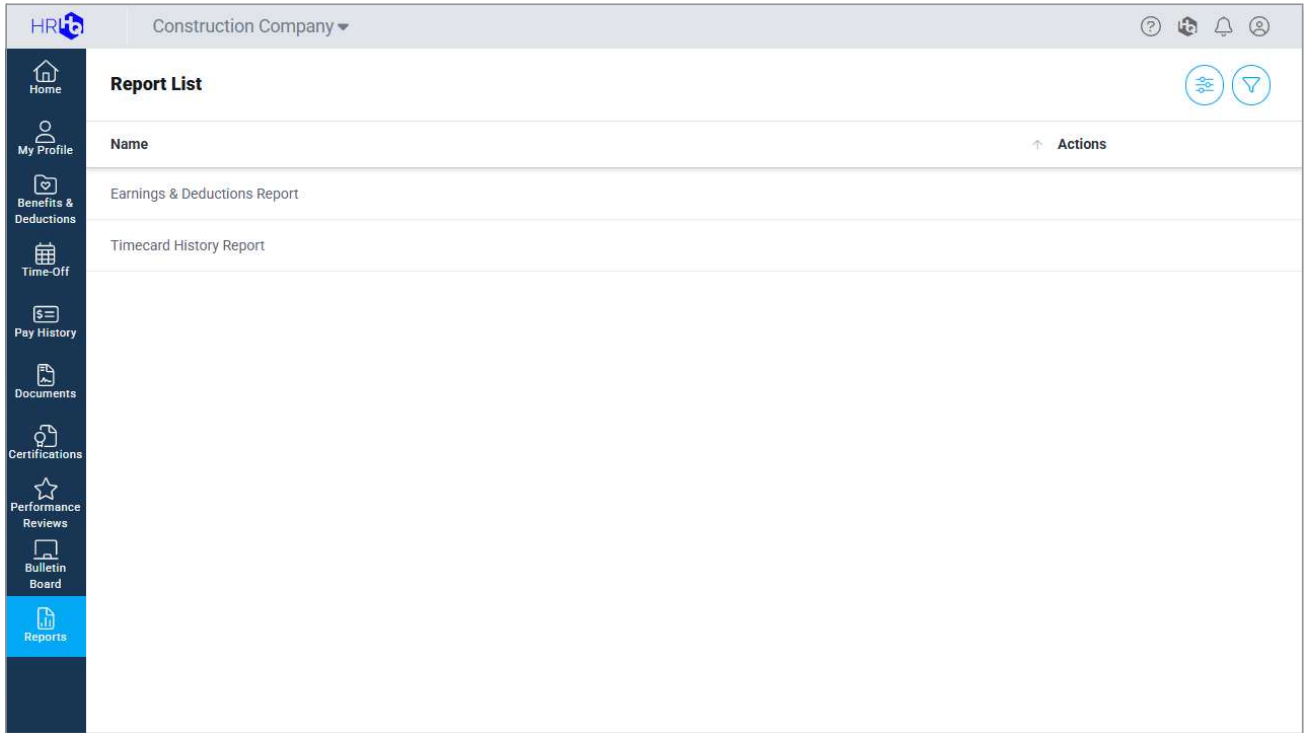 HR
Construction Company
Home
Report List
My Profile
Name
Actions
Benefits &
Deductions
Earnings & Deductions Report
Time-Off
Timecard History Report
Pay History
Documents
Certifications
Performance
Reviews
Bulletin
Board
Reports